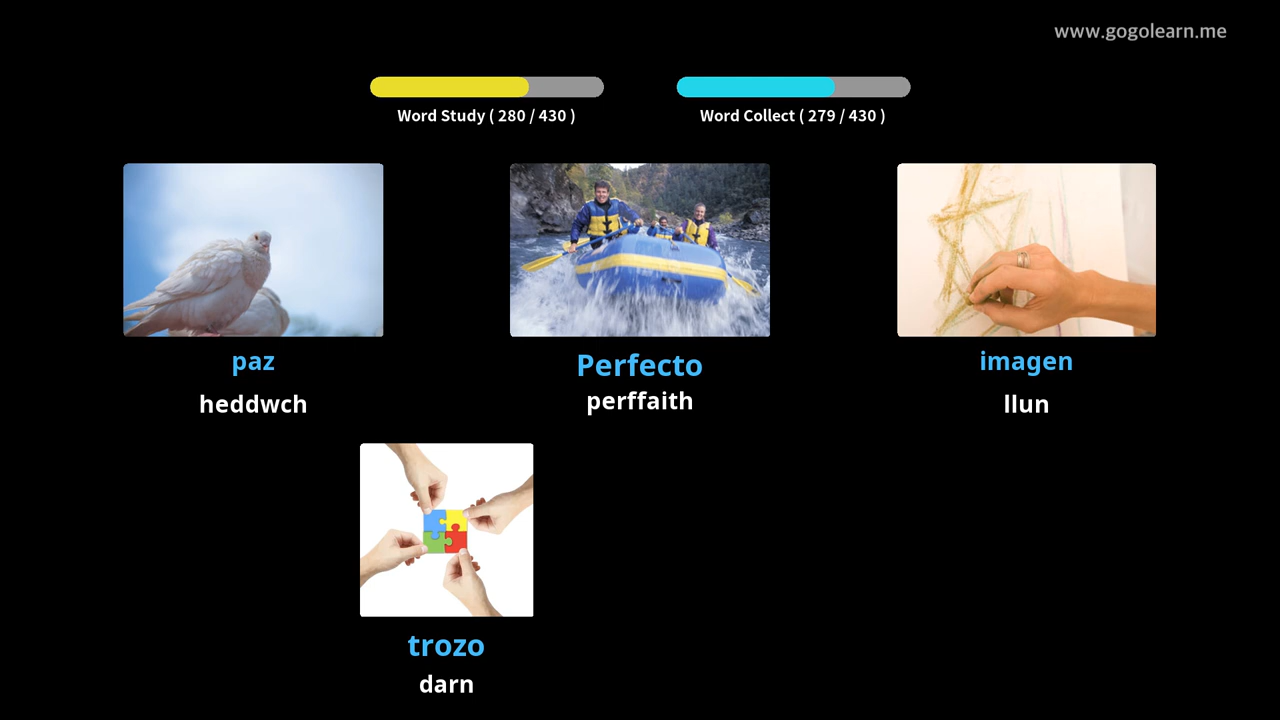 www.gogolearn.me
Word Study ( 280 / 430 )
Word Collect ( 279 / 430 )
paz
heddwch
Perfecto
perffaith
imagen
llun
trozo
darn